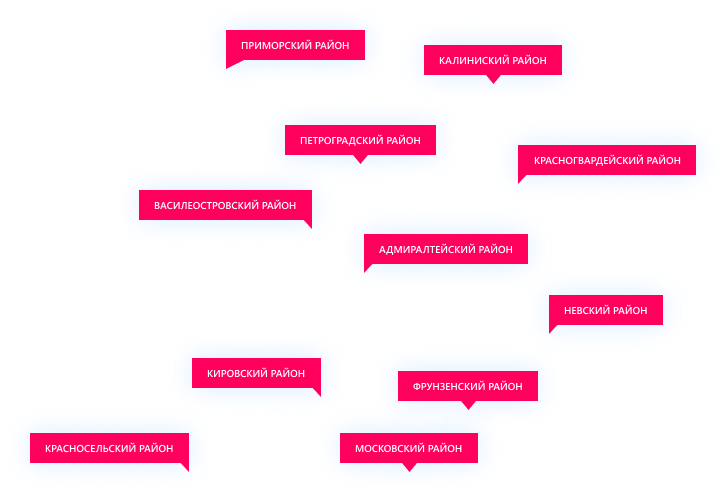 ПРИМОРСКИЙ РАЙОН
КАЛИНИСКИЙ РАЙОН
ПЕТРОГРАДСКИЙ РАЙОН
КРАСНОГВАРДЕЙСКИЙ РАЙОН
ВАСИЛЕОСТРОВСКИЙ РАЙОН
АДМИРАЛТЕЙСКИЙ РАЙОН
НЕВСКИЙ РАЙОН
КИРОВСКИЙ РАЙОН
ФРУНЗЕНСКИЙ РАЙОН
КРАСНОСЕЛЬСКИЙ РАЙОН
МОСКОВСКИЙ РАЙОН